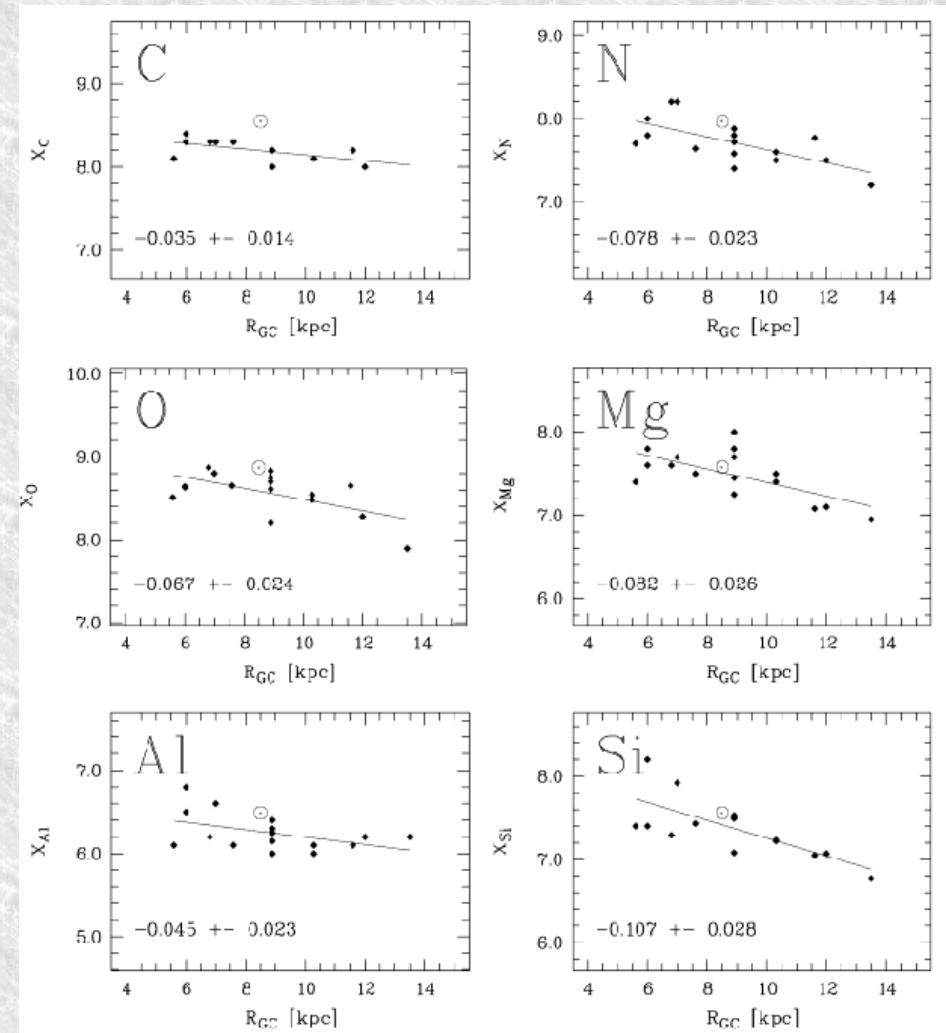 C
9.0
8.0
7.0
X_C
-0.035 +- 0.014
4 6 8 10 12 14
R_GC [kpc]
N
9.0
8.0
7.0
X_N
-0.078 +- 0.023
4 6 8 10 12 14
R_GC [kpc]
O
10.0
9.0
8.0
7.0
X_O
-0.067 +- 0.024
4 6 8 10 12 14
R_GC [kpc]
Mg
8.0
7.0
6.0
X_Mg
-0.082 +- 0.026
4 6 8 10 12 14
R_GC [kpc]
Al
7.0
6.0
5.0
X_Al
-0.045 +- 0.023
4 6 8 10 12 14
R_GC [kpc]
Si
8.0
7.0
6.0
X_Si
-0.107 +- 0.028
4 6 8 10 12 14
R_GC [kpc]